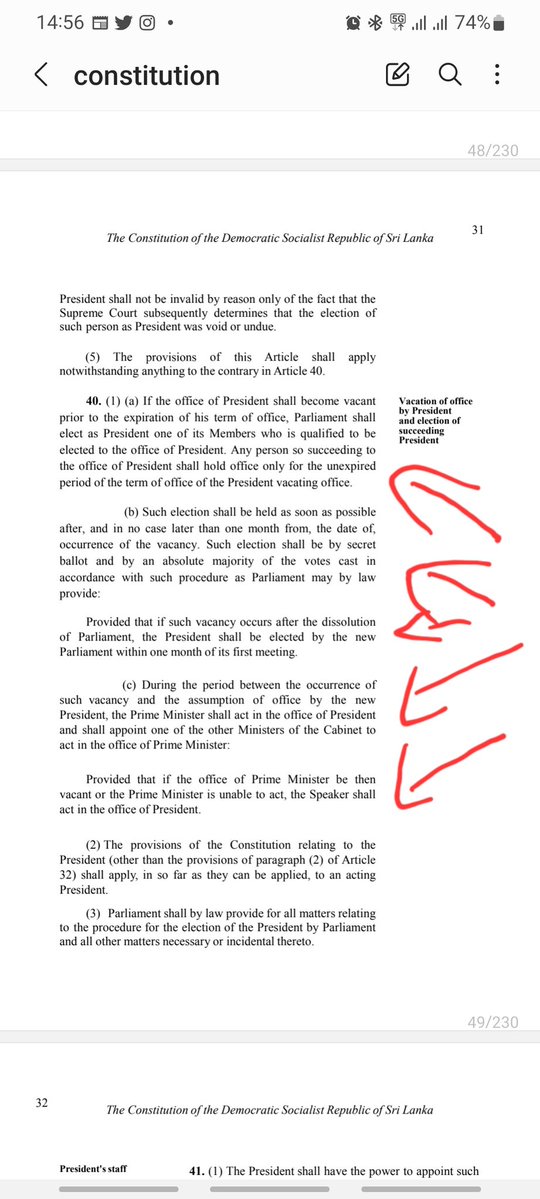 14:56
5G
74%
constitution
48/230
The Constitution of the Democratic Socialist Republic of Sri Lanka
31
President shall not be invalid by reason only of the fact that the
Supreme Court subsequently determines that the election of
such person as President was void or undue.
(5) The provisions of this Article shall apply
notwithstanding anything to the contrary in Article 40.
40. (1) (a) If the office of President shall become vacant
prior to the expiration of his term of office, Parliament shall
elect as President one of its Members who is qualified to be
elected to the office of President. Any person so succeeding to
the office of President shall hold office only for the unexpired
period of the term of office of the President vacating office.
Vacation of office
by President
and election of
succeeding
President
(b) Such election shall be held as soon as possible
after, and in no case later than one month from, the date of,
occurrence of the vacancy. Such election shall be by secret
ballot and by an absolute majority of the votes cast in
accordance with such procedure as Parliament may by law
provide:
Provided that if such vacancy occurs after the dissolution
of Parliament, the President shall be elected by the new
Parliament within one month of its first meeting.
(c) During the period between the occurrence of
such vacancy and the assumption of office by the new
President, the Prime Minister shall act in the office of President
and shall appoint one of the other Ministers of the Cabinet to
act in the office of Prime Minister:
Provided that if the office of Prime Minister be then
vacant or the Prime Minister is unable to act, the Speaker shall
act in the office of President.
(2) The provisions of the Constitution relating to the
President (other than the provisions of paragraph (2) of Article
32) shall apply, in so far as they can be applied, to an acting
President.
(3) Parliament shall by law provide for all matters relating
to the procedure for the election of the President by Parliament
and all other matters necessary or incidental thereto.
49/230
32
The Constitution of the Democratic Socialist Republic of Sri Lanka
President's staff
41. (1) The President shall have the power to appoint such